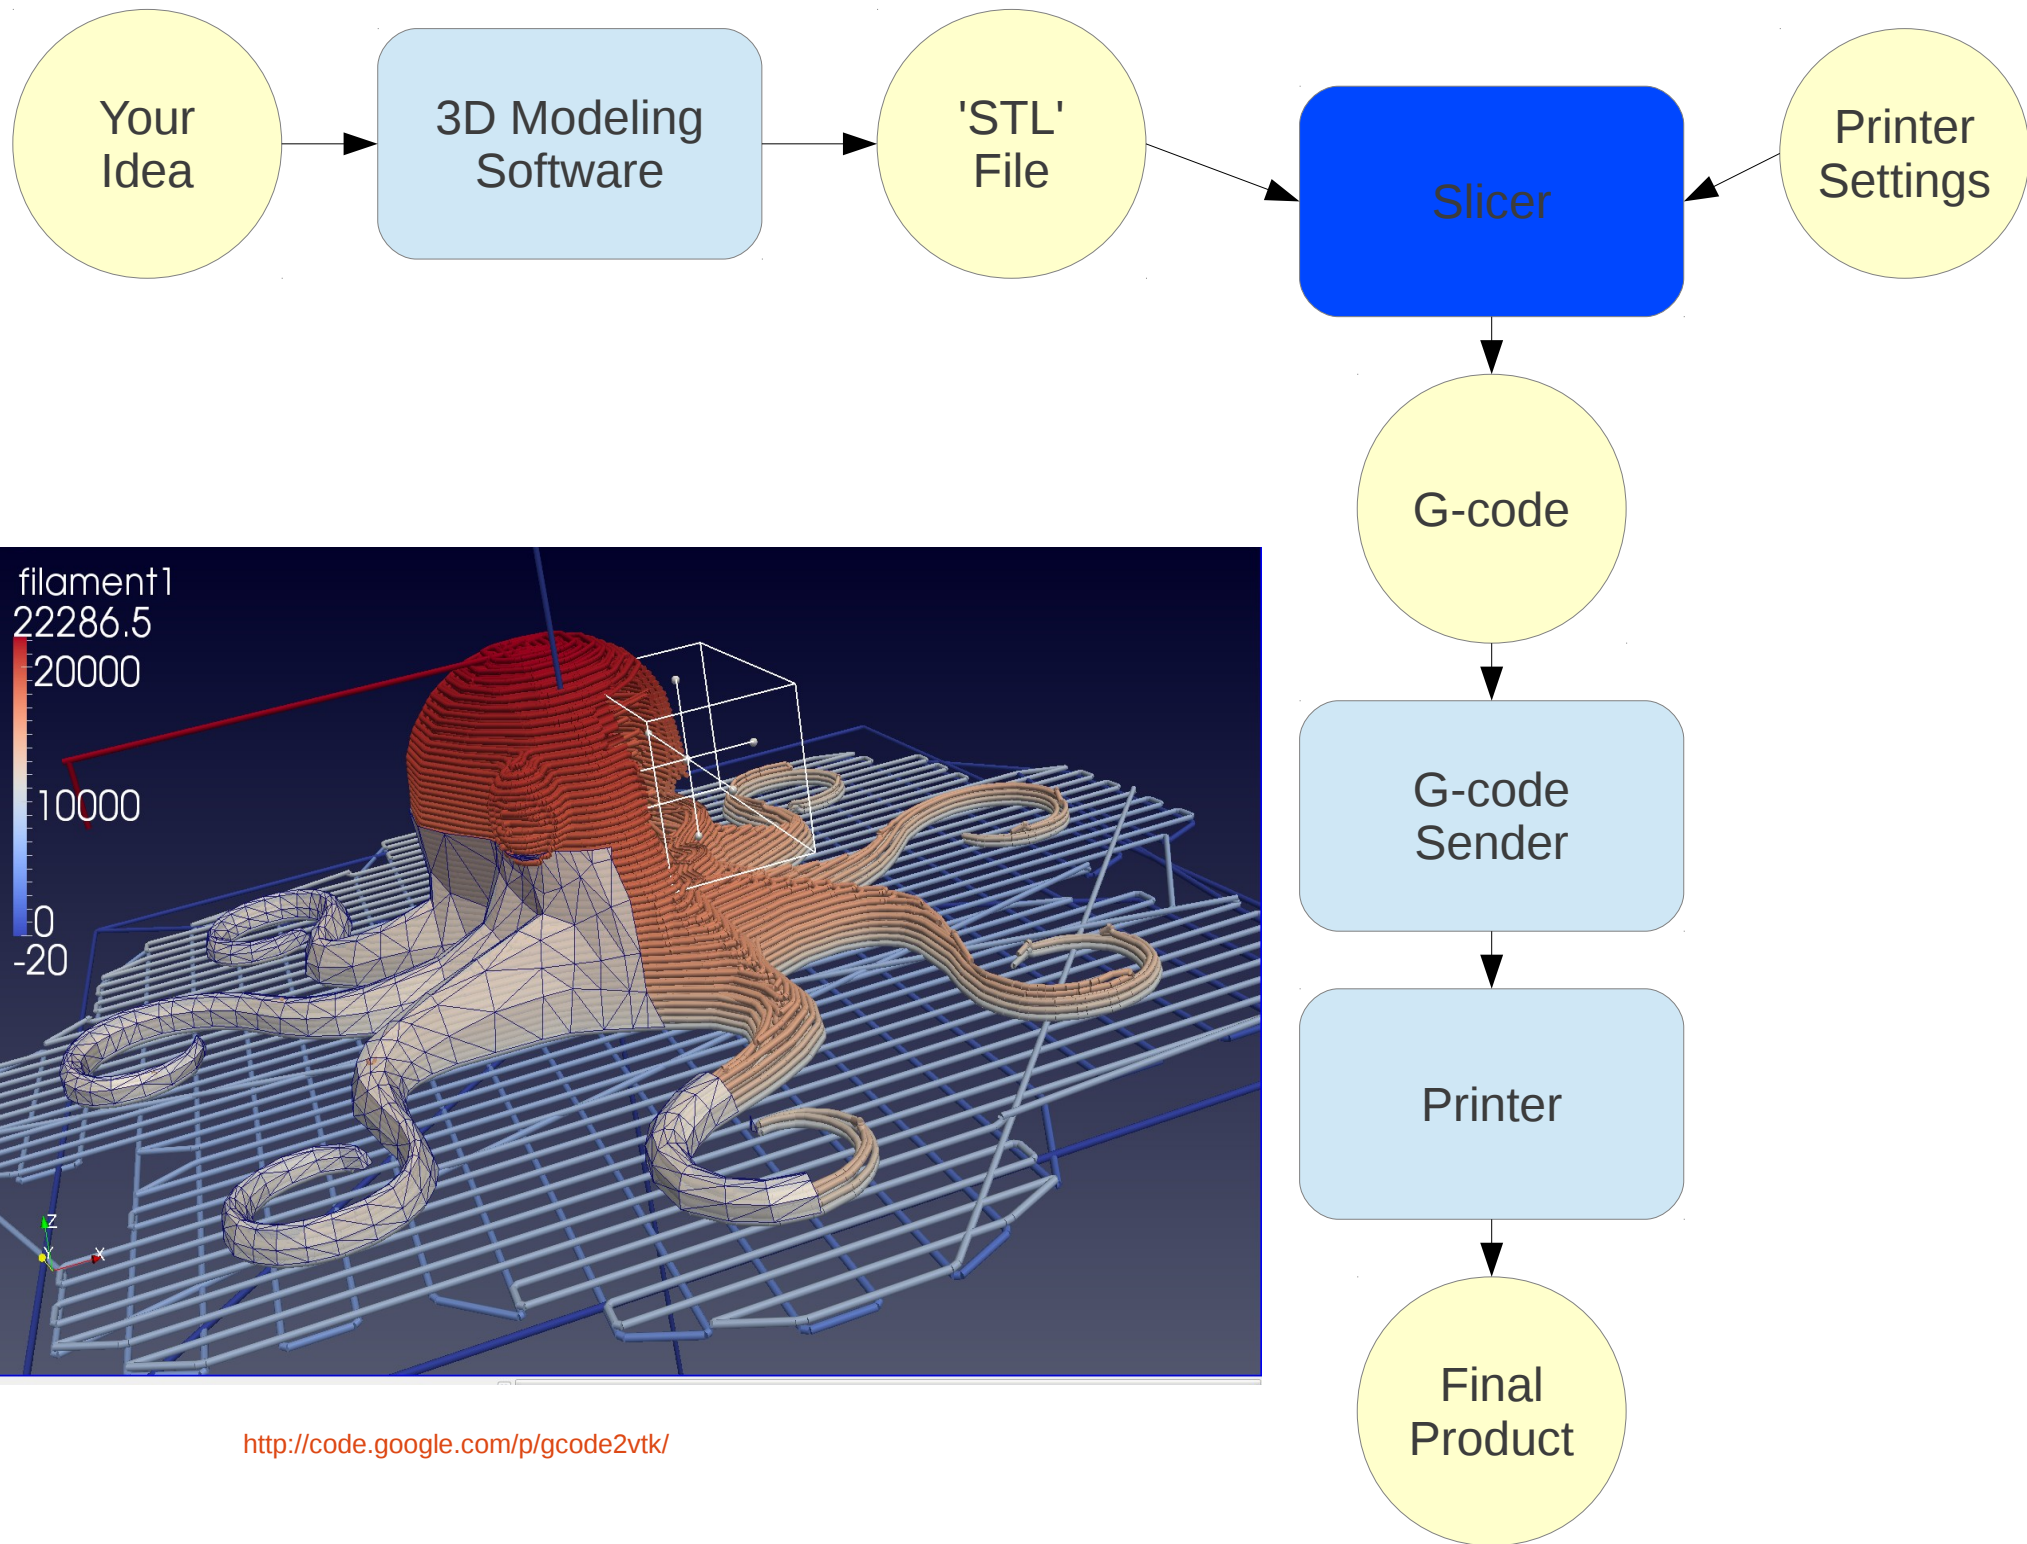 Your
Idea
3D Modeling
Software
'STL'
File
Slicer
Printer
Settings
G-code
G-code
Sender
Printer
Final
Product
filament1
22286.5
20000
10000
0
-20
Z
Y
X
http://code.google.com/p/gcode2vtk/